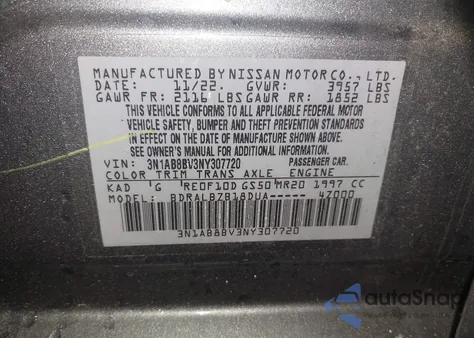 MANUFACTURED BY NISSAN MOTOR CO., LTD.
DATE: 11/22. GVWR: 3957 LBS
GAWR FR: 2116 LBS GAWR RR: 1852 LBS
THIS VEHICLE CONFORMS TO ALL APPLICABLE FEDERAL MOTOR
VEHICLE SAFETY, BUMPER AND THEFT PREVENTION STANDARDS
IN EFFECT ON THE DATE OF MANUFACTURE SHOWN ABOVE.
SEE OWNER'S MANUAL FOR ADDITIONAL INFORMATION.
VIN: 3N1AB8BV3NY307720 PASSENGER CAR.
COLOR TRIM TRANS AXLE ENGINE
KAD 'G RE0F10D GS50 MR20 1997 CC
MODEL: BDRALBZB18DUA----- 4Z000
3N1AB8BV3NY307720
autoSnap